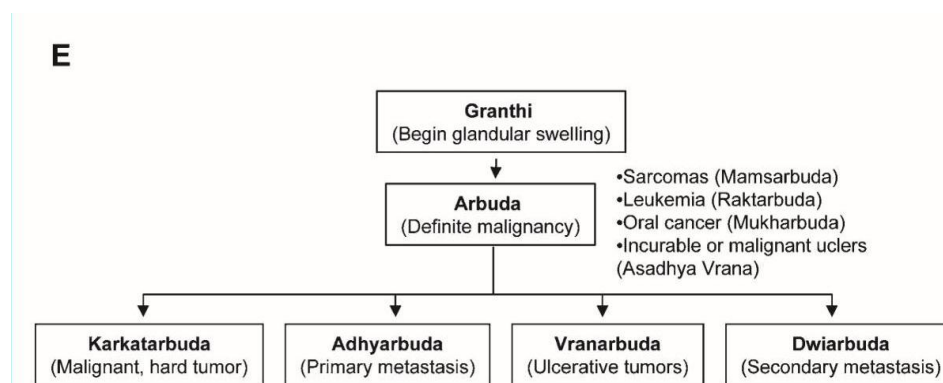 E
Granthi
(Begin glandular swelling)
Arbuda
(Definite malignancy)
•Sarcomas (Mamsarbuda)
•Leukemia (Raktarbuda)
•Oral cancer (Mukharbuda)
•Incurable or malignant uclers
(Asadhya Vrana)
Karkatarbuda
(Malignant, hard tumor)
Adhyarbuda
(Primary metastasis)
Vranarbuda
(Ulcerative tumors)
Dwiarbuda
(Secondary metastasis)